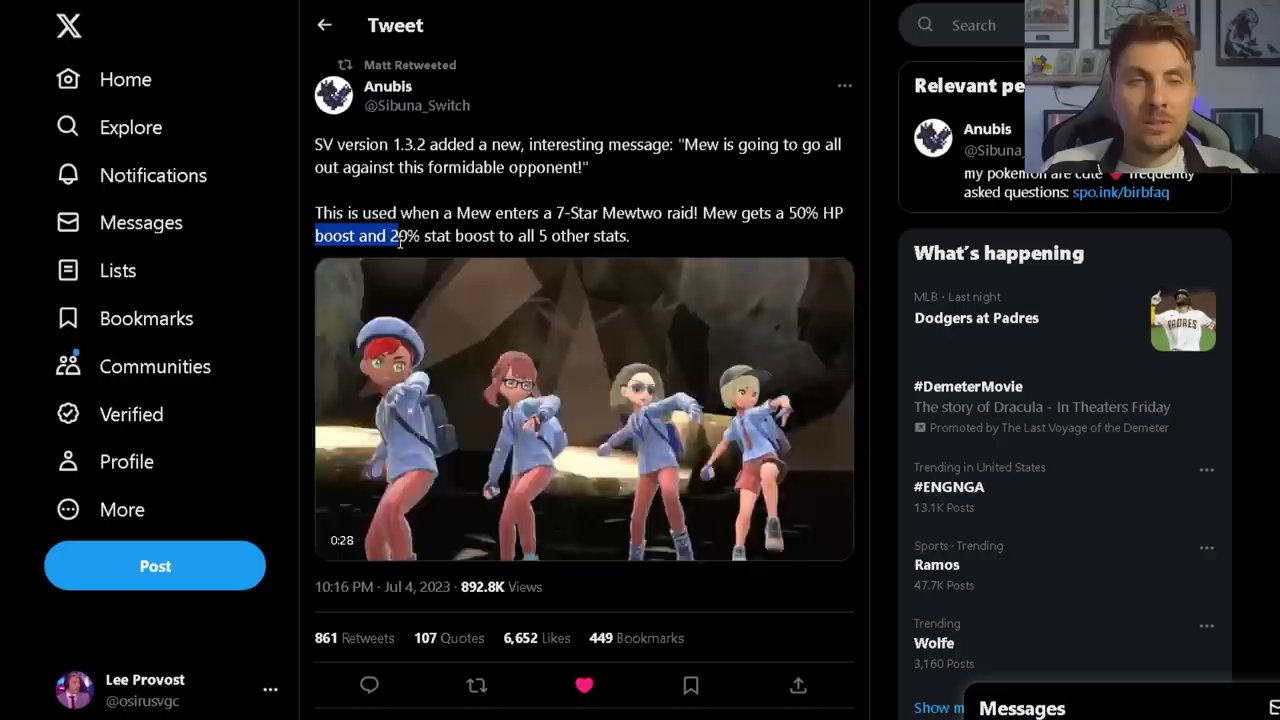 Home
Explore
Notifications
Messages
Lists
Bookmarks
Communities
Verified
Profile
More
Post
Lee Provost
@osirusvgc
Tweet
Matt Retweeted
Anubis
@Sibuna_Switch
SV version 1.3.2 added a new, interesting message: "Mew is going to go all
out against this formidable opponent!"
This is used when a Mew enters a 7-Star Mewtwo raid! Mew gets a 50% HP
boost and 20% stat boost to all 5 other stats.
0:28
10:16 PM · Jul 4, 2023 · 892.8K Views
861 Retweets 107 Quotes 6,652 Likes 449 Bookmarks
Search
Relevant pe
Anubis
@Sibuna_
my pokemon are cute frequently
asked questions: spo.ink/birbfaq
What's happening
MLB · Last night
Dodgers at Padres
PADRES
#DemeterMovie
The story of Dracula - In Theaters Friday
Promoted by The Last Voyage of the Demeter
Trending in United States
#ENGNGA
13.1K Posts
Sports · Trending
Ramos
47.7K Posts
Trending
Wolfe
3,160 Posts
Show m
Messages